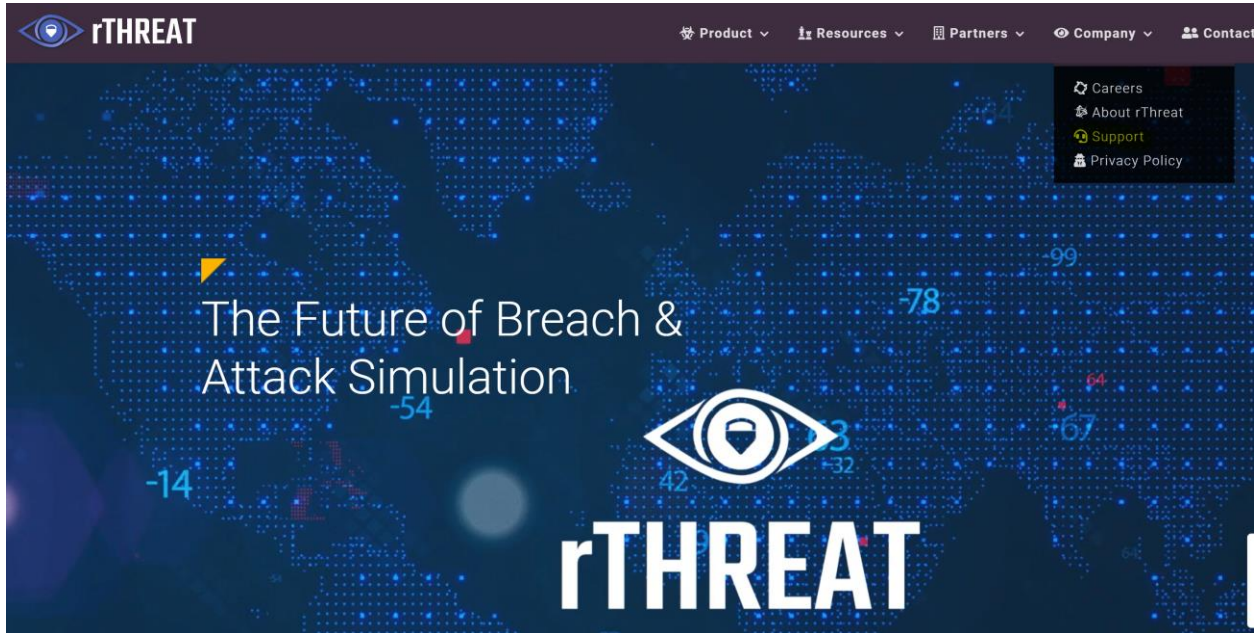 rTHREAT
Product
Resources
Partners
Company
Contact
Careers
About rThreat
Support
Privacy Policy
-99
-78
The Future of Breach &
Attack Simulation
64
-54
-67
-32
-14
42
rTHREAT
64